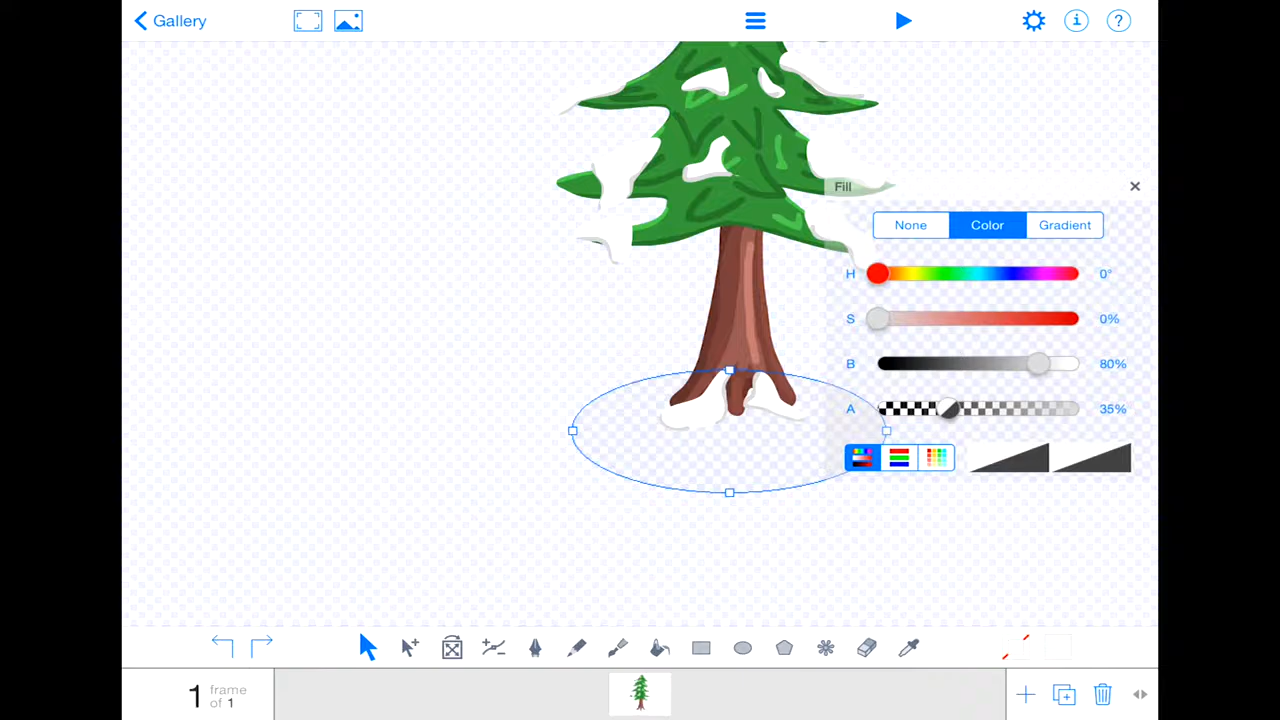 Gallery
i
?
Fill
None Color Gradient
H 0°
S 0%
B 80%
A 35%
1 frame of 1